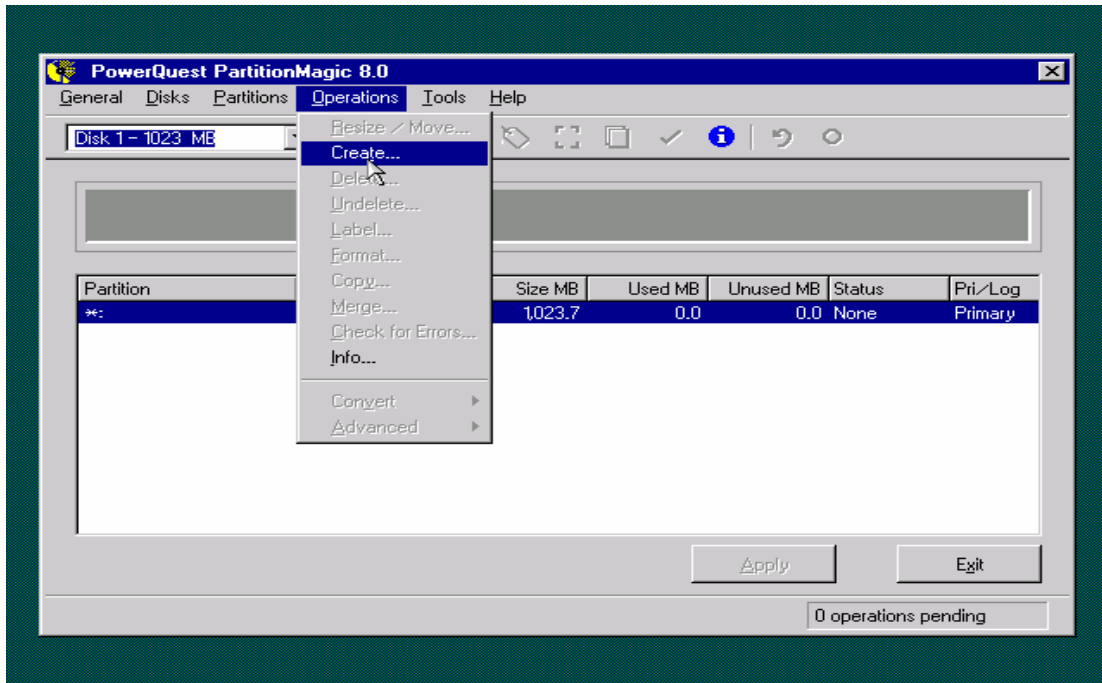 PowerQuest PartitionMagic 8.0
General Disks Partitions Operations Tools Help
Disk 1 - 1023 MB
Resize / Move...
Create...
Undelete...
Label...
Format...
Copy...
Merge...
Check for Errors...
Info...
Convert
Advanced
Partition Size MB Used MB Unused MB Status Pri/Log
*: 1,023.7 0.0 0.0 None Primary
Apply Exit
0 operations pending